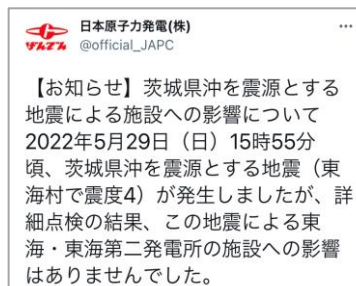 日本原子力発電(株)
げんでん
@official_JAPC
【お知らせ】茨城県沖を震源とする
地震による施設への影響について
2022年5月29日（日）15時55分
頃、茨城県沖を震源とする地震（東
海村で震度4）が発生しましたが、詳
細点検の結果、この地震による東
海・東海第二発電所の施設への影響
はありませんでした。